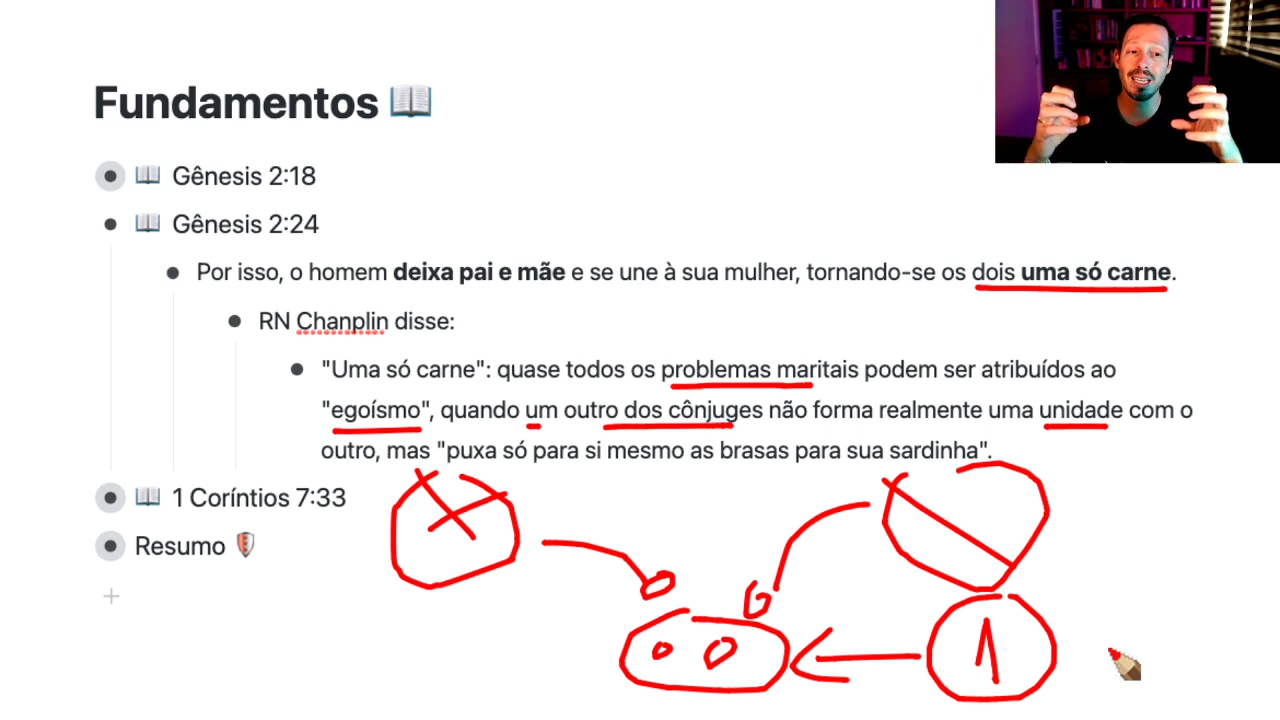 Fundamentos 📖
📖 Gênesis 2:18
📖 Gênesis 2:24
Por isso, o homem deixa pai e mãe e se une à sua mulher, tornando-se os dois uma só carne.
RN Chanplin disse:
"Uma só carne": quase todos os problemas maritais podem ser atribuídos ao
"egoísmo", quando um outro dos cônjuges não forma realmente uma unidade com o
outro, mas "puxa só para si mesmo as brasas para sua sardinha".
📖 1 Coríntios 7:33
Resumo
1